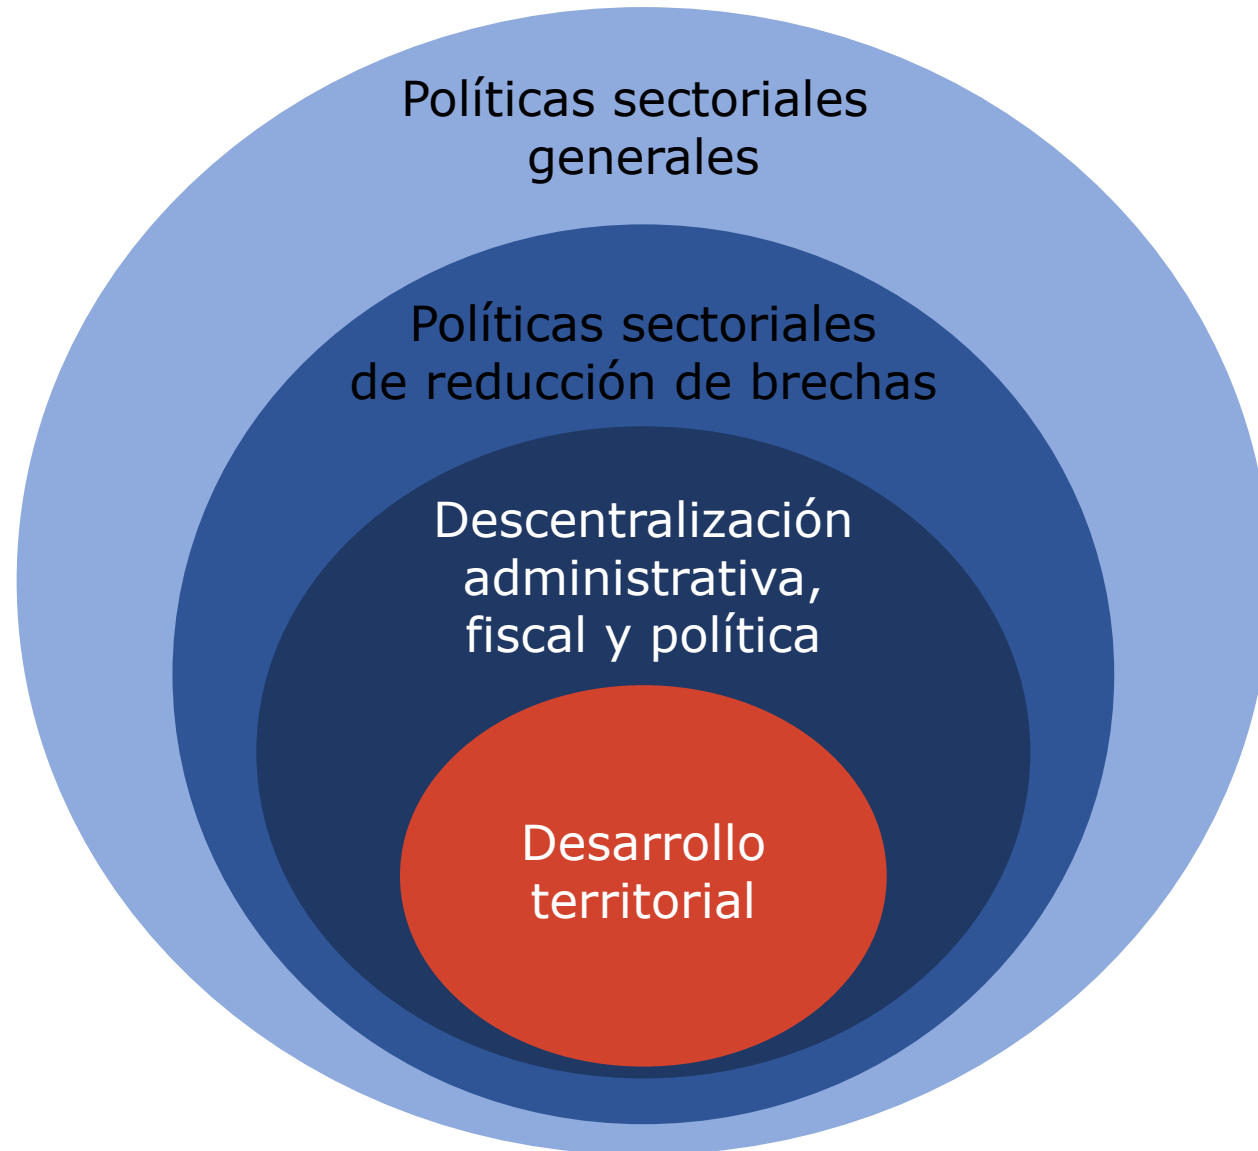 Políticas sectoriales
generales
Políticas sectoriales
de reducción de brechas
Descentralización
administrativa,
fiscal y política
Desarrollo
territorial